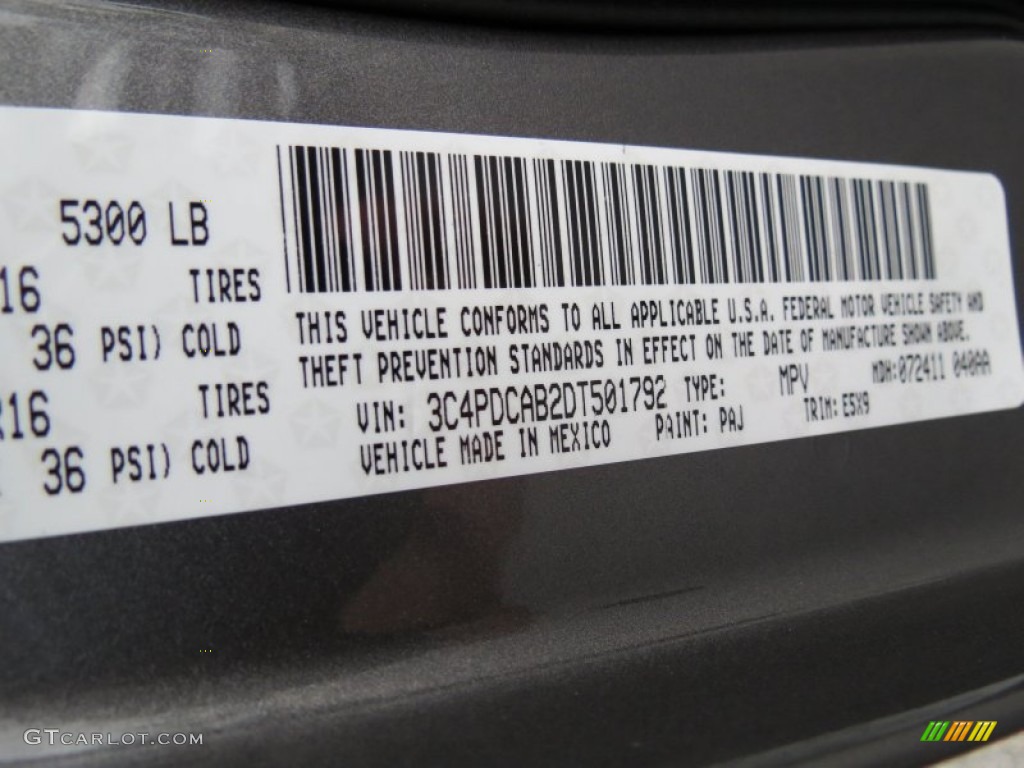 5300 LB
16 TIRES
36 PSI) COLD
R16 TIRES
36 PSI) COLD
THIS VEHICLE CONFORMS TO ALL APPLICABLE U.S.A. FEDERAL MOTOR VEHICLE SAFETY AND
THEFT PREVENTION STANDARDS IN EFFECT ON THE DATE OF MANUFACTURE SHOWN ABOVE.
VIN: 3C4PDCAB2DT501792 TYPE: MPV MDH:072411 040AA
VEHICLE MADE IN MEXICO PAINT: PAJ TRIM: E5X9
GTCARLOT.COM